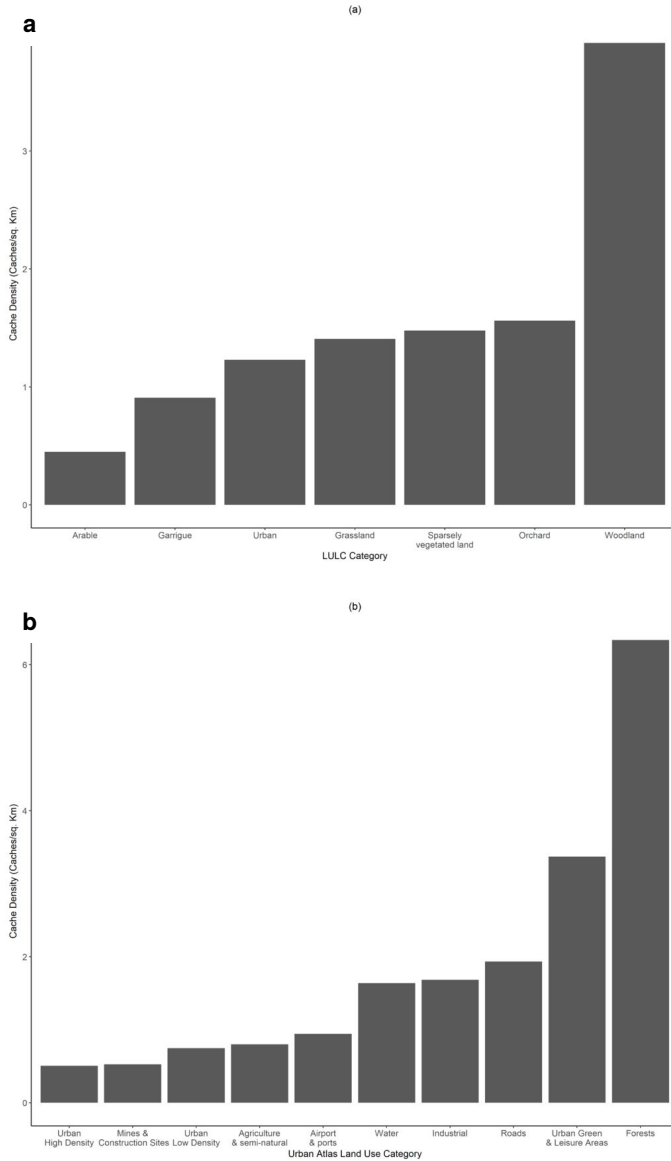 (a)
a
3
2
1
0
Cache Density (Caches/sq. Km)
Arable
Garrigue
Urban
Grassland
Sparsely
vegetated land
Orchard
Woodland
LULC Category
(b)
b
6
4
2
0
Cache Density (Caches/sq. Km)
Urban
High Density
Mines &
Construction Sites
Urban
Low Density
Agriculture
& semi-natural
Airport
& ports
Water
Industrial
Roads
Urban Green
& Leisure Areas
Forests
Urban Atlas Land Use Category